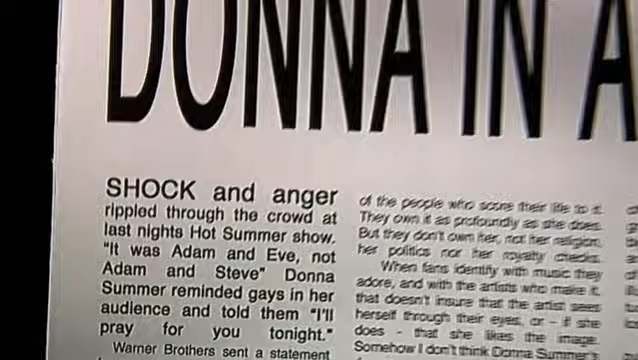 DONNA IN A
SHOCK and anger
rippled through the crowd at
last nights Hot Summer show.
"It was Adam and Eve, not
Adam and Steve" Donna
Summer reminded gays in her
audience and told them "I'll
pray for you tonight."
Warner Brothers sent a statement
of the people who score their life to it.
They own it as profoundly as she does.
But they don't own her, not her religion,
her politics nor her royalty checks.
When fans identify with music they
adore, and with the artists who make it,
that doesn't insure that the artist sees
herself through their eyes, or - if she
does - that she likes the image.
Somehow I don't think Donna Summer's